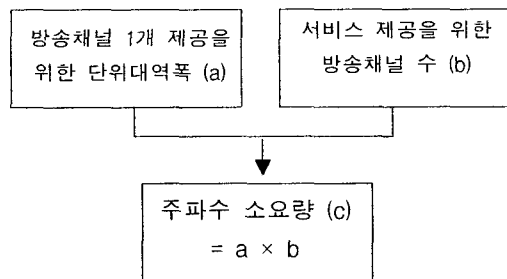 방송채널 1개 제공을
위한 단위대역폭 (a)
서비스 제공을 위한
방송채널 수 (b)
주파수 소요량 (c)
= a × b